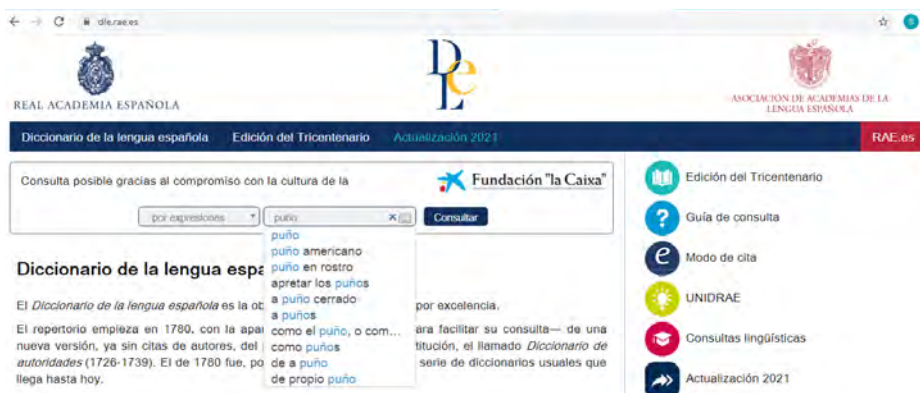 dle.rae.es
S
REAL ACADEMIA ESPAÑOLA
DLe
ASOCIACIÓN DE ACADEMIAS DE LA
LENGUA ESPAÑOLA
Diccionario de la lengua española Edición del Tricentenario Actualización 2021 RAE.es
Consulta posible gracias al compromiso con la cultura de la Fundación "la Caixa"
por expresiones puño Consultar
puño
puño americano
puño en rostro
apretar los puños
a puño cerrado
a puños
como el puño, o com...
como puños
de a puño
de propio puño
Diccionario de la lengua espa
El Diccionario de la lengua española es la ob por excelencia.
El repertorio empieza en 1780, con la apar ara facilitar su consulta— de una
nueva versión, ya sin citas de autores, del titución, el llamado Diccionario de
autoridades (1726-1739). El de 1780 fue, po serie de diccionarios usuales que
llega hasta hoy.
Edición del Tricentenario
? Guía de consulta
e Modo de cita
UNIDRAE
Consultas lingüísticas
Actualización 2021